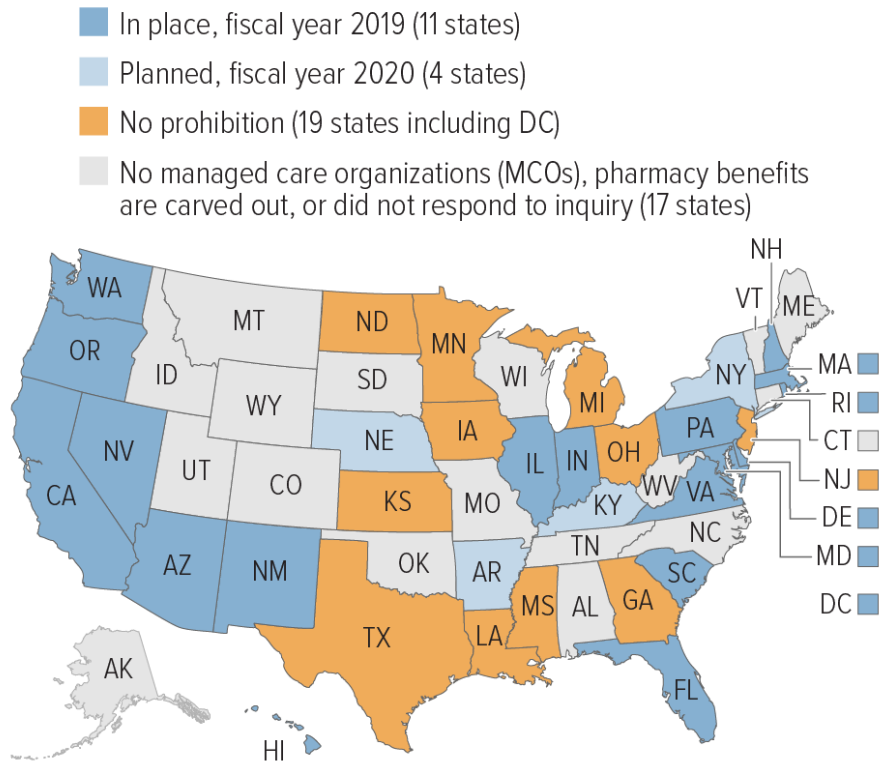 In place, fiscal year 2019 (11 states)
Planned, fiscal year 2020 (4 states)
No prohibition (19 states including DC)
No managed care organizations (MCOs), pharmacy benefits
are carved out, or did not respond to inquiry (17 states)
NH
VT
ME
WA
MT
ND
MN
OR
ID
SD
WI
MI
NY
MA
WY
RI
NV
NE
IA
PA
CT
UT
CO
IL
IN
OH
NJ
CA
KS
MO
WV
VA
KY
DE
AZ
NM
OK
AR
TN
NC
MD
SC
DC
TX
LA
MS
AL
GA
AK
FL
HI